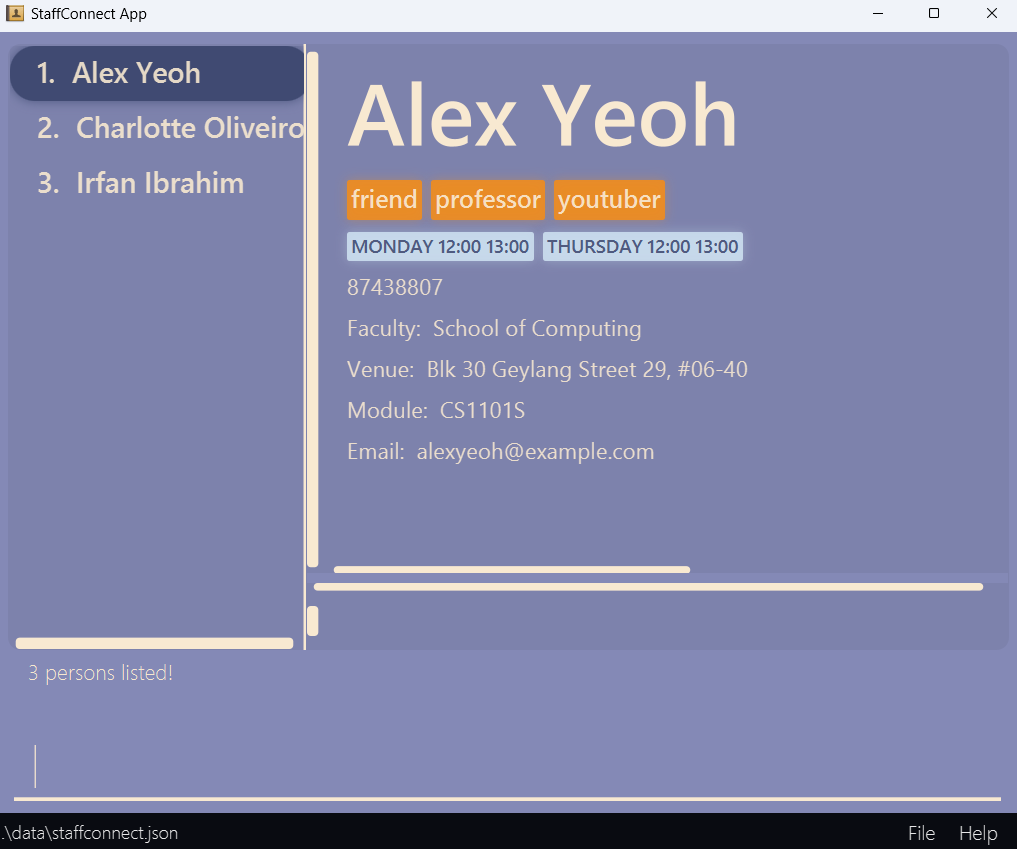 StaffConnect App
1. Alex Yeoh
2. Charlotte Oliveiro
3. Irfan Ibrahim
Alex Yeoh
friend professor youtuber
MONDAY 12:00 13:00 THURSDAY 12:00 13:00
87438807
Faculty: School of Computing
Venue: Blk 30 Geylang Street 29, #06-40
Module: CS1101S
Email: alexyeoh@example.com
3 persons listed!
.\data\staffconnect.json
File Help